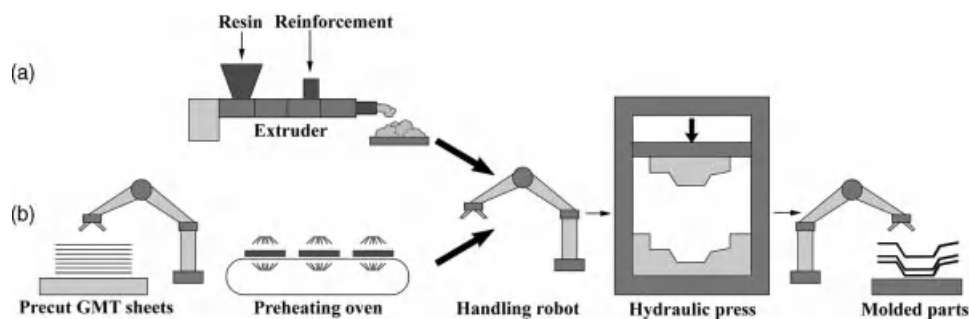 Resin Reinforcement
(a)
Extruder
(b)
Precut GMT sheets
Preheating oven
Handling robot
Hydraulic press
Molded parts